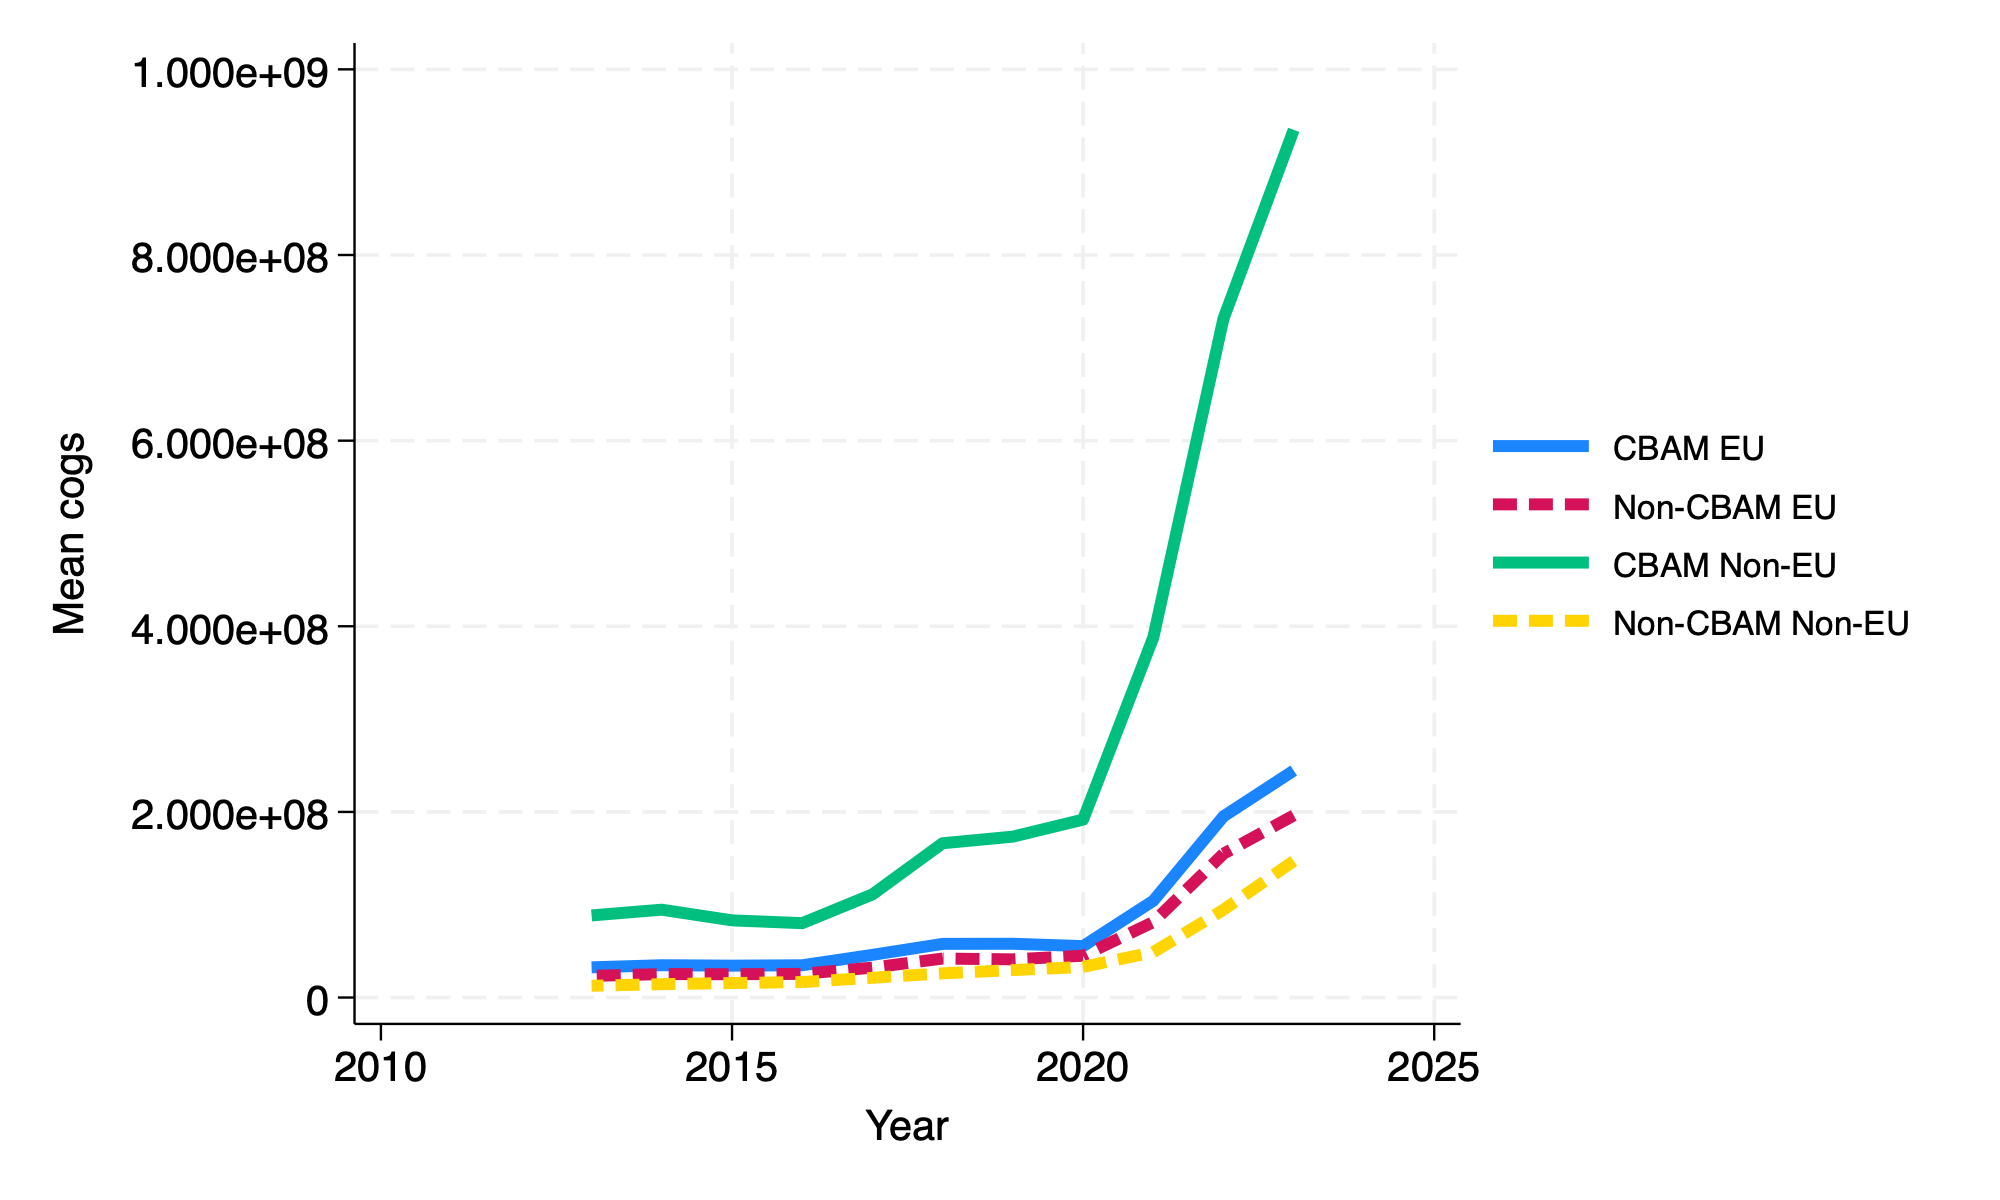 1.000e+09
8.000e+08
6.000e+08
4.000e+08
2.000e+08
0
Mean cogs
2010 2015 2020 2025
Year
CBAM EU
Non-CBAM EU
CBAM Non-EU
Non-CBAM Non-EU